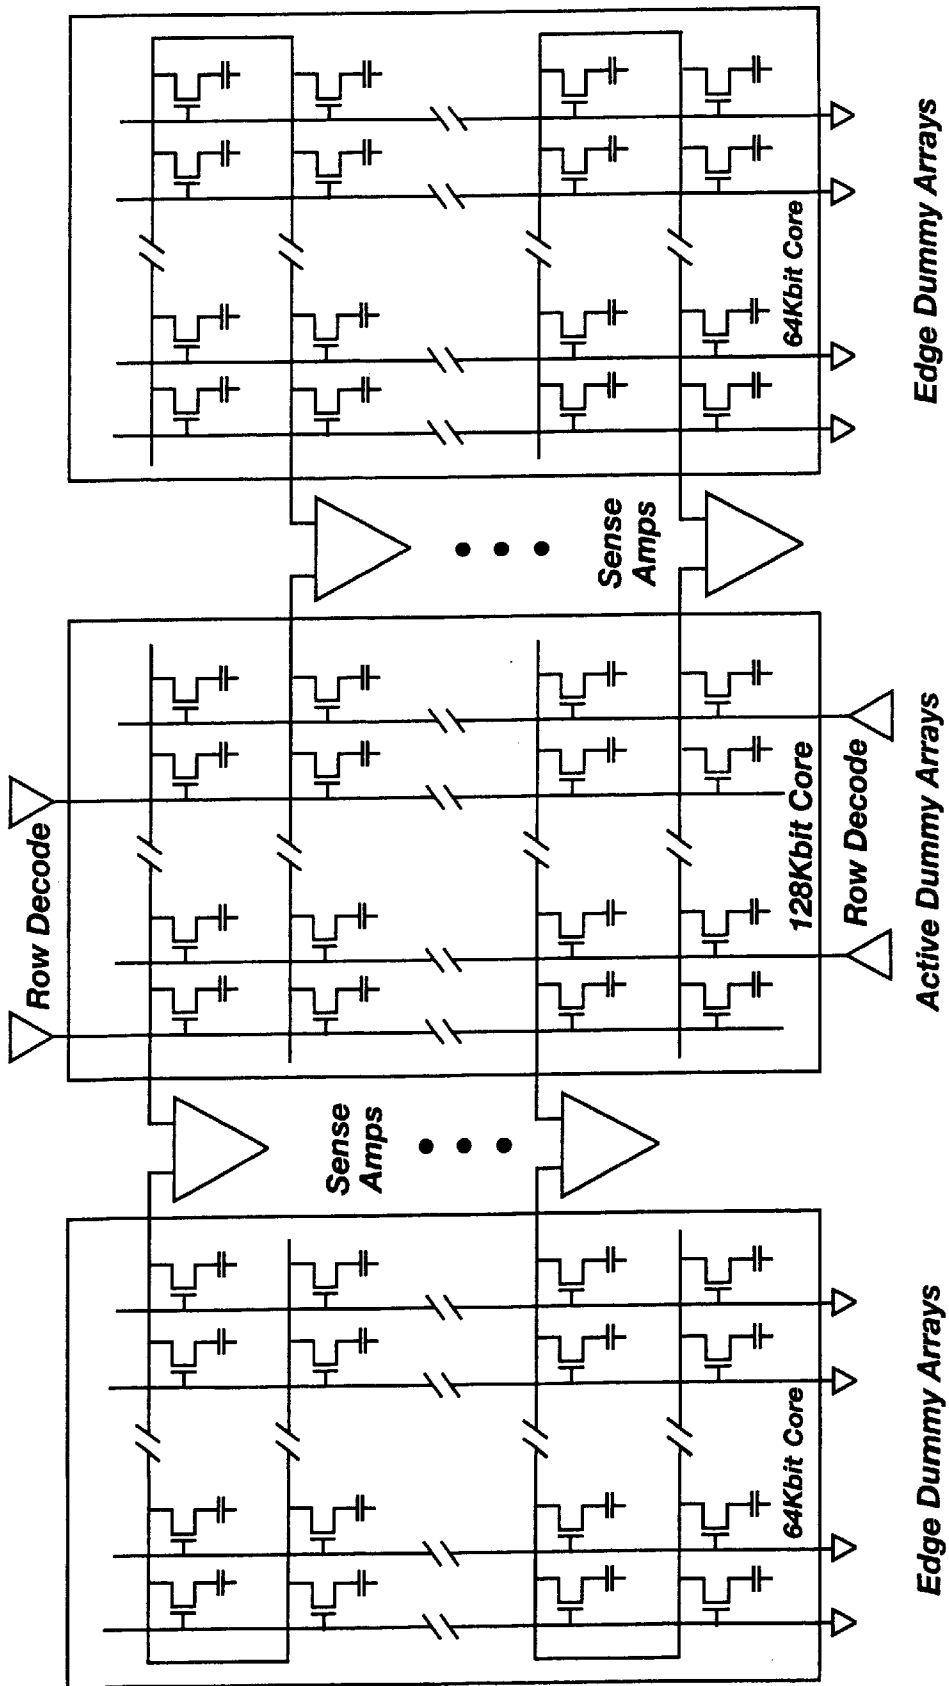 Edge Dummy Arrays
64Kbit Core
Sense
Amps
Row Decode
128Kbit Core
Row Decode
Active Dummy Arrays
Sense
Amps
64Kbit Core
Edge Dummy Arrays